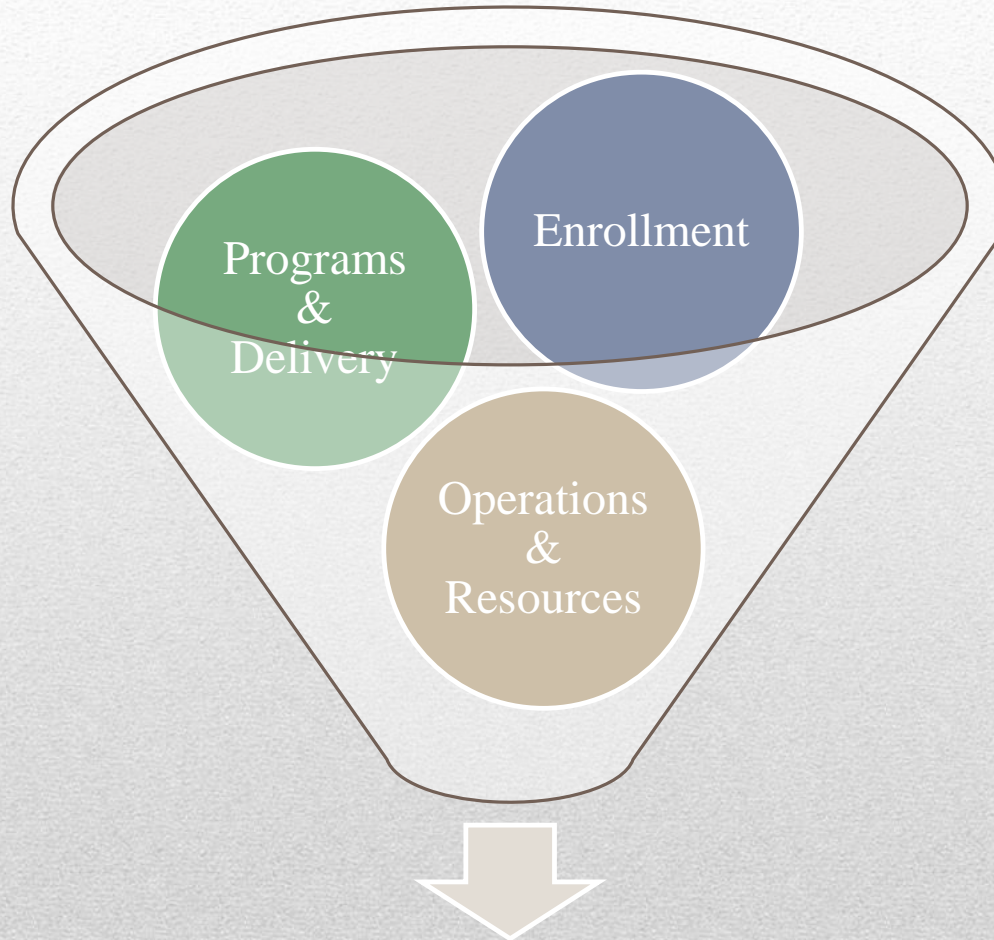 Programs
&
Delivery
Enrollment
Operations
&
Resources